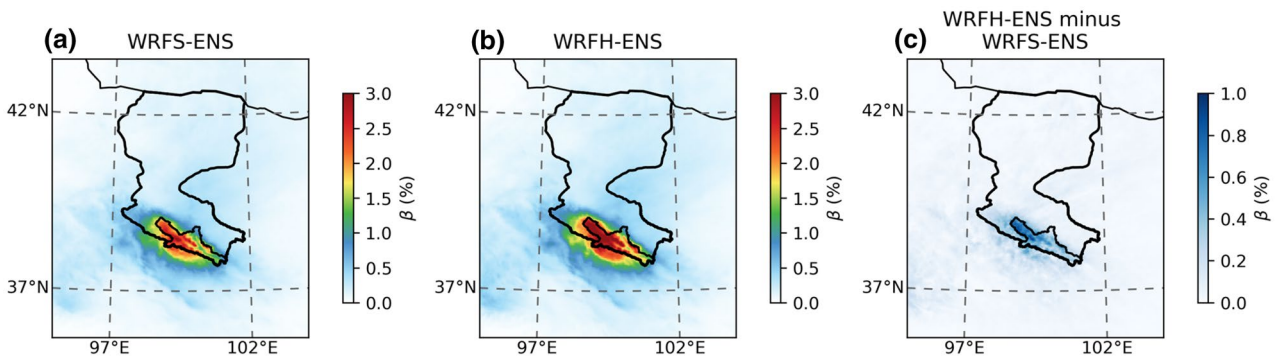 (a)
WRFS-ENS
42°N
37°N
97°E
102°E
3.0
2.5
2.0
1.5
1.0
0.5
0.0
β (%)
(b)
WRFH-ENS
42°N
37°N
97°E
102°E
3.0
2.5
2.0
1.5
1.0
0.5
0.0
β (%)
(c)
WRFH-ENS minus
WRFS-ENS
42°N
37°N
97°E
102°E
1.0
0.8
0.6
0.4
0.2
0.0
β (%)